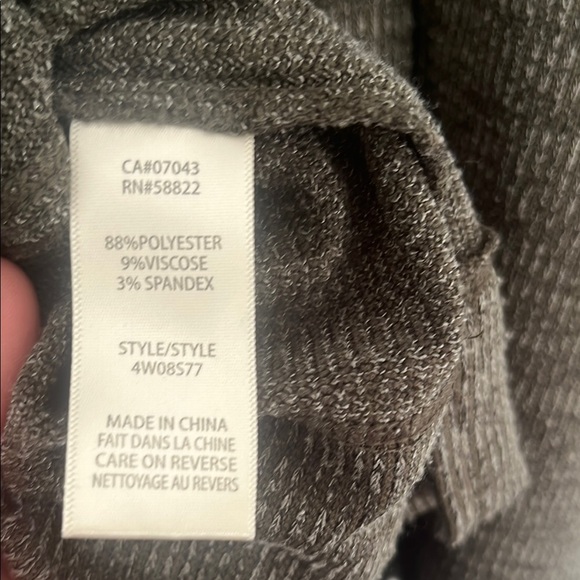 CA#07043
RN#58822
88%POLYESTER
9%VISCOSE
3% SPANDEX
STYLE/STYLE
4W08S77
MADE IN CHINA
FAIT DANS LA CHINE
CARE ON REVERSE
NETTOYAGE AU REVERS